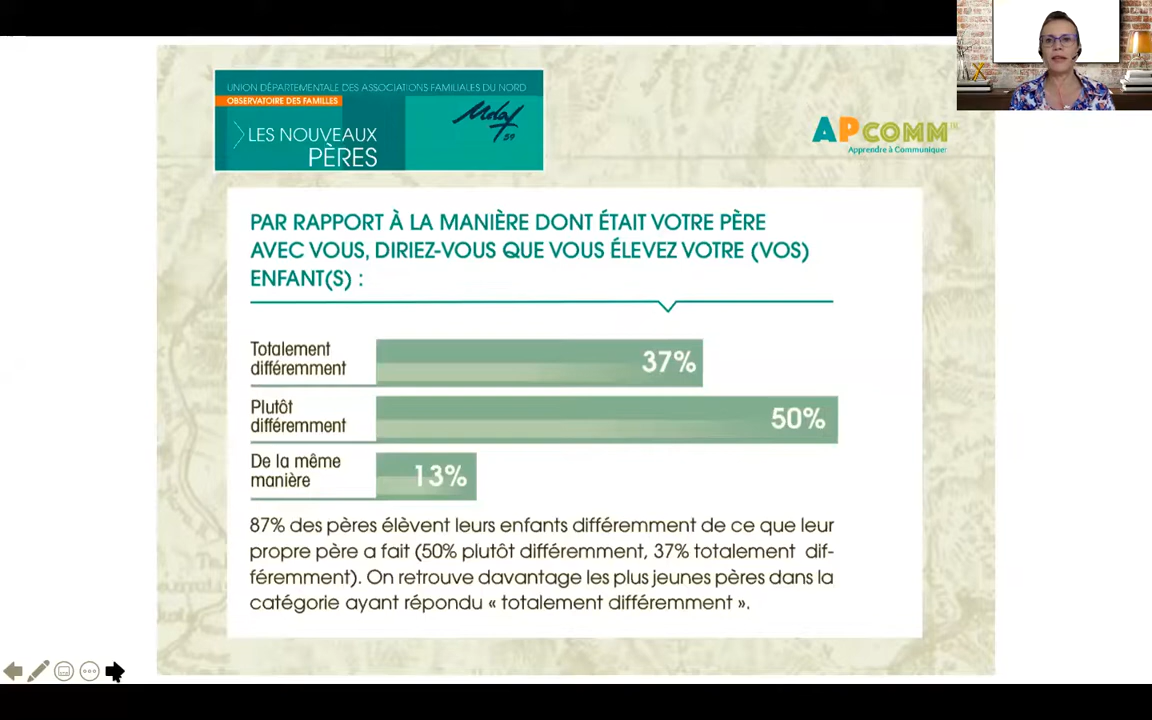 UNION DÉPARTEMENTALE DES ASSOCIATIONS FAMILIALES DU NORD
OBSERVATOIRE DES FAMILLES
LES NOUVEAUX
PÈRES
Udaf
59
APCOMM
Apprendre à Communiquer
PAR RAPPORT À LA MANIÈRE DONT ÉTAIT VOTRE PÈRE
AVEC VOUS, DIRIEZ-VOUS QUE VOUS ÉLEVEZ VOTRE (VOS)
ENFANT(S) :
Totalement
différemment
37%
Plutôt
différemment
50%
De la même
manière
13%
87% des pères élèvent leurs enfants différemment de ce que leur
propre père a fait (50% plutôt différemment, 37% totalement dif-
féremment). On retrouve davantage les plus jeunes pères dans la
catégorie ayant répondu « totalement différemment ».